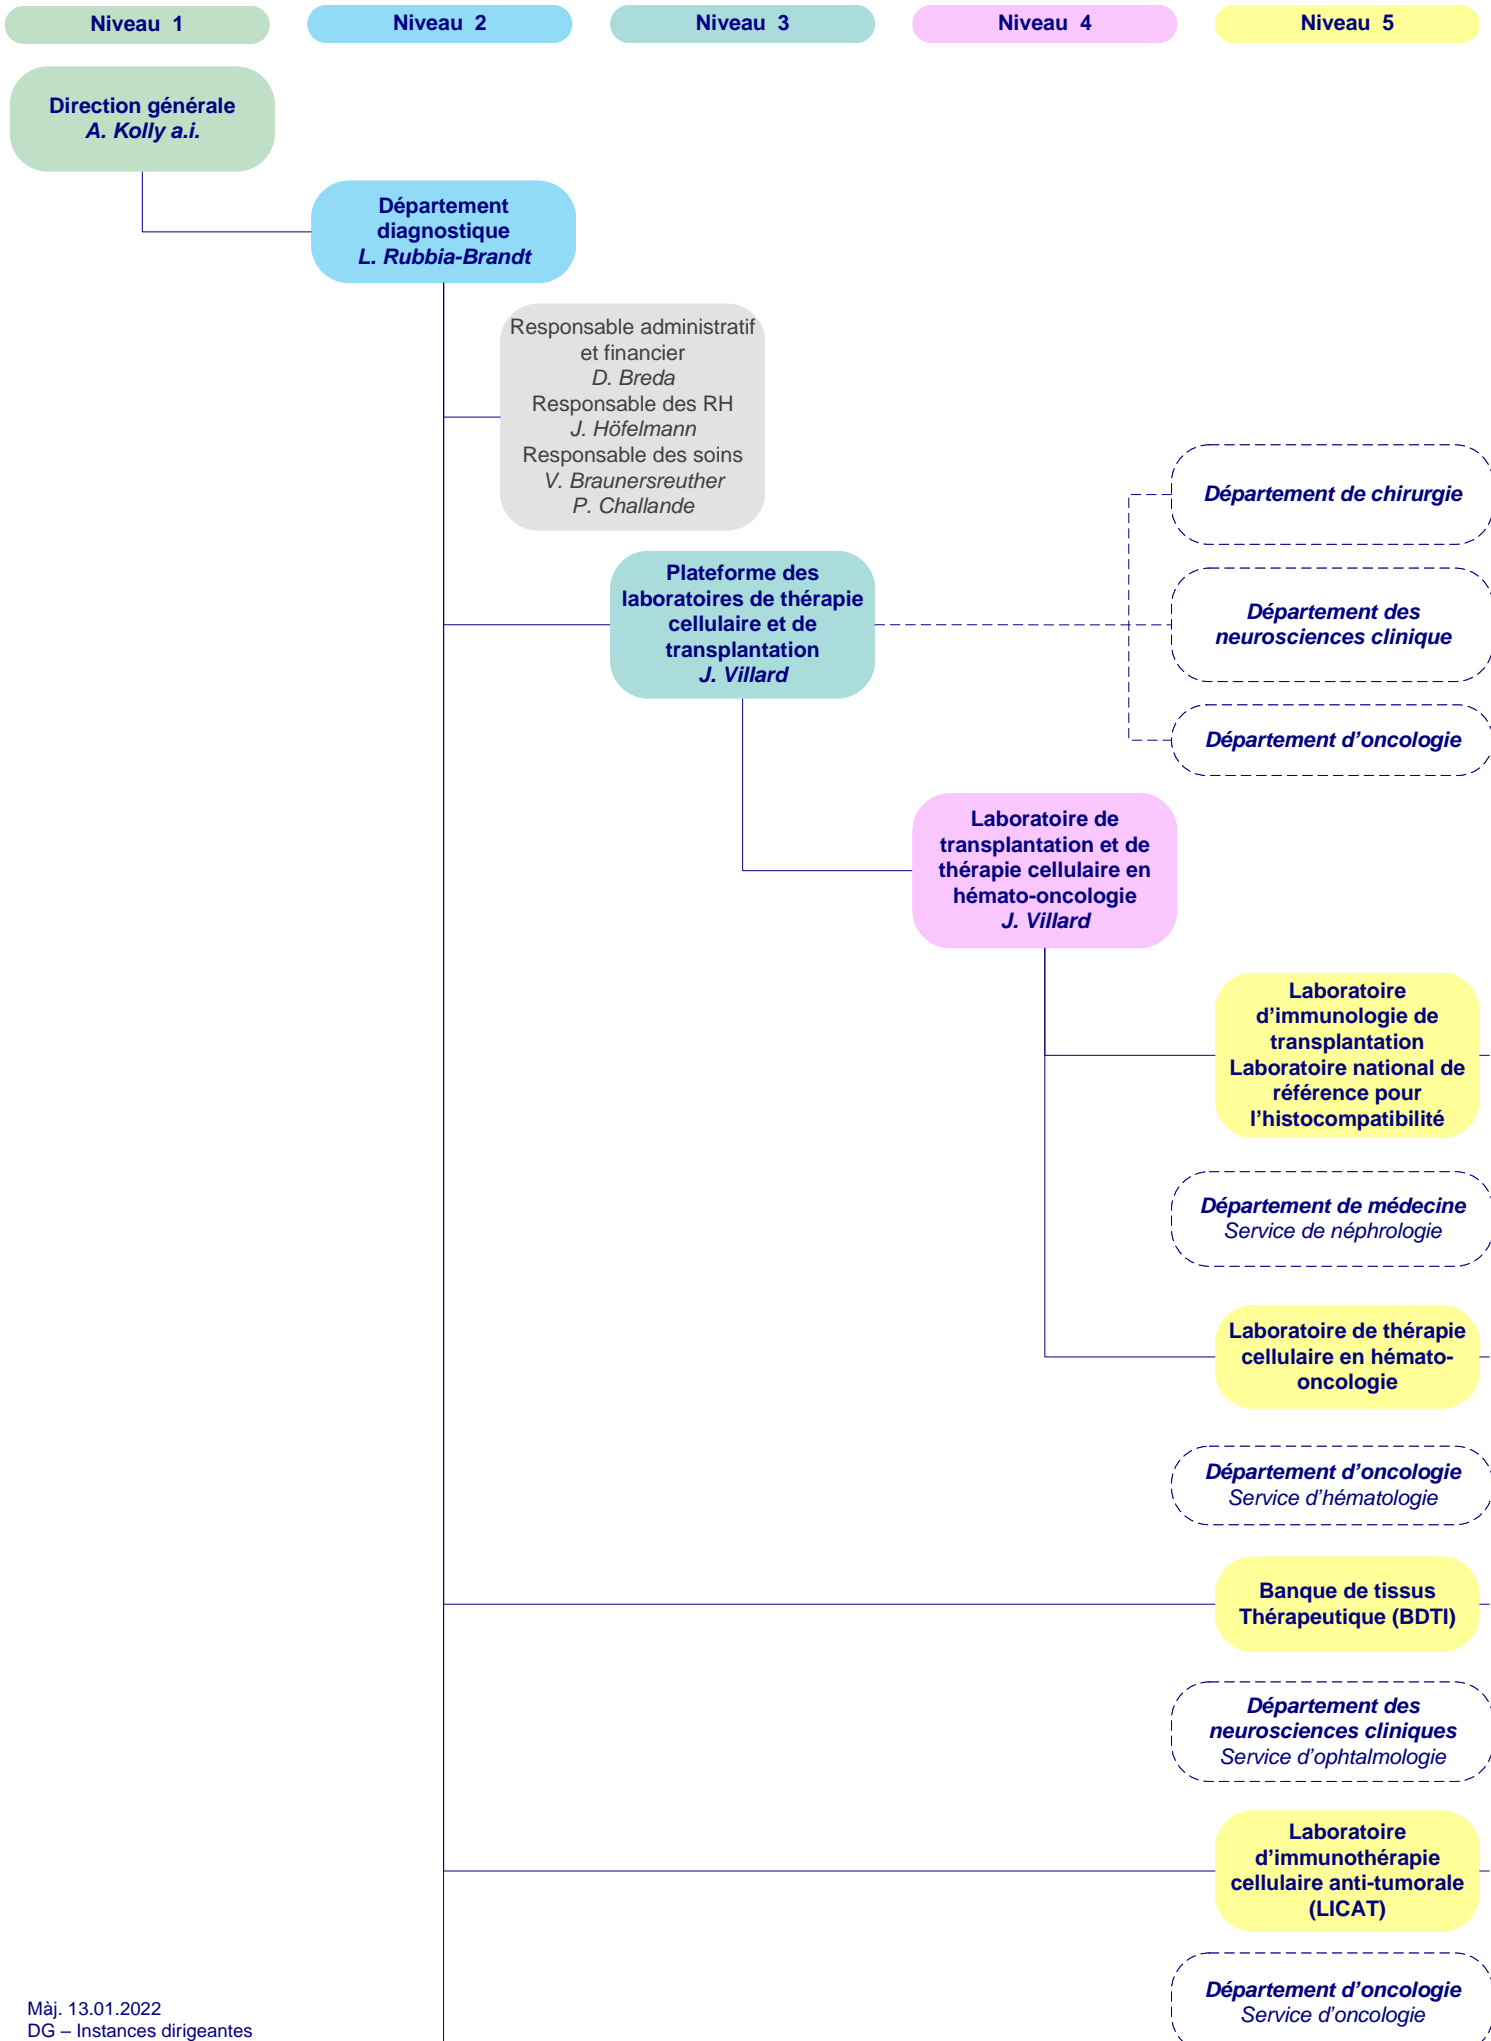 Niveau 1
Niveau 2
Niveau 3
Niveau 4
Niveau 5
Direction générale
A. Kolly a.i.
Département
diagnostique
L. Rubbia-Brandt
Responsable administratif
et financier
D. Breda
Responsable des RH
J. Höfelmann
Responsable des soins
V. Braunersreuther
P. Challande
Département de chirurgie
Plateforme des
laboratoires de thérapie
cellulaire et de
transplantation
J. Villard
Département des
neurosciences clinique
Département d’oncologie
Laboratoire de
transplantation et de
thérapie cellulaire en
hémato-oncologie
J. Villard
Laboratoire
d’immunologie de
transplantation
Laboratoire national de
référence pour
l’histocompatibilité
Département de médecine
Service de néphrologie
Laboratoire de thérapie
cellulaire en hémato-
oncologie
Département d’oncologie
Service d’hématologie
Banque de tissus
Thérapeutique (BDTI)
Département des
neurosciences cliniques
Service d’ophtalmologie
Laboratoire
d’immunothérapie
cellulaire anti-tumorale
(LICAT)
Département d’oncologie
Service d’oncologie
Màj. 13.01.2022
DG – Instances dirigeantes